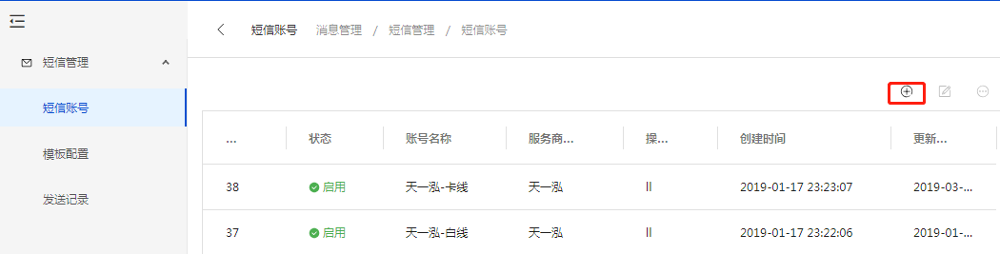 短信账号 消息管理 / 短信管理 / 短信账号
短信管理
短信账号
模板配置
发送记录
... 状态 账号名称 服务商... 操... 创建时间 更新...
38 启用 天一泓-卡线 天一泓 ll 2019-01-17 23:23:07 2019-03-...
37 启用 天一泓-白线 天一泓 ll 2019-01-17 23:22:06 2019-01-...